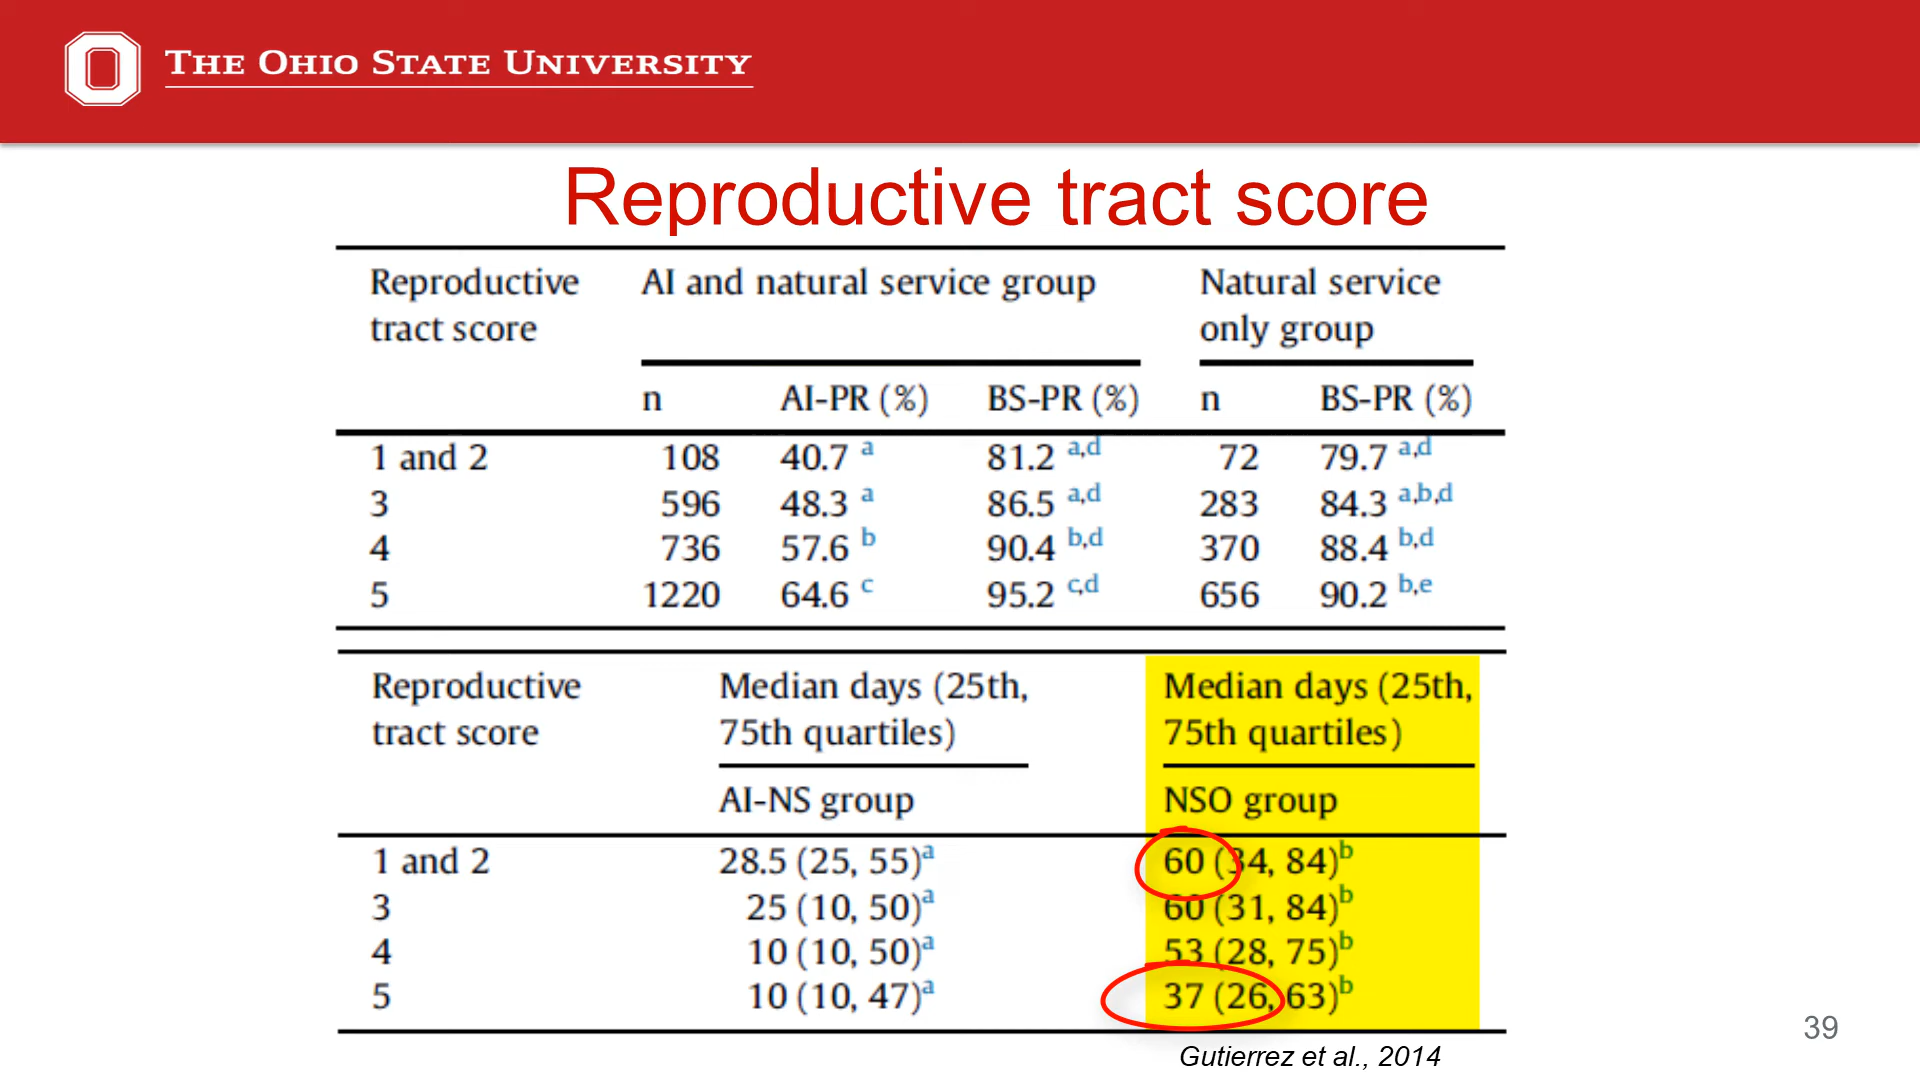 THE OHIO STATE UNIVERSITY
Reproductive tract score
Reproductive tract score AI and natural service group Natural service only group
n AI-PR (%) BS-PR (%) n BS-PR (%)
1 and 2 108 40.7 a 81.2 a,d 72 79.7 a,d
3 596 48.3 a 86.5 a,d 283 84.3 a,b,d
4 736 57.6 b 90.4 b,d 370 88.4 b,d
5 1220 64.6 c 95.2 c,d 656 90.2 b,e
Reproductive tract score Median days (25th, 75th quartiles) Median days (25th, 75th quartiles)
AI-NS group NSO group
1 and 2 28.5 (25, 55)a 60 (34, 84)b
3 25 (10, 50)a 60 (31, 84)b
4 10 (10, 50)a 53 (28, 75)b
5 10 (10, 47)a 37 (26, 63)b
Gutierrez et al., 2014
39